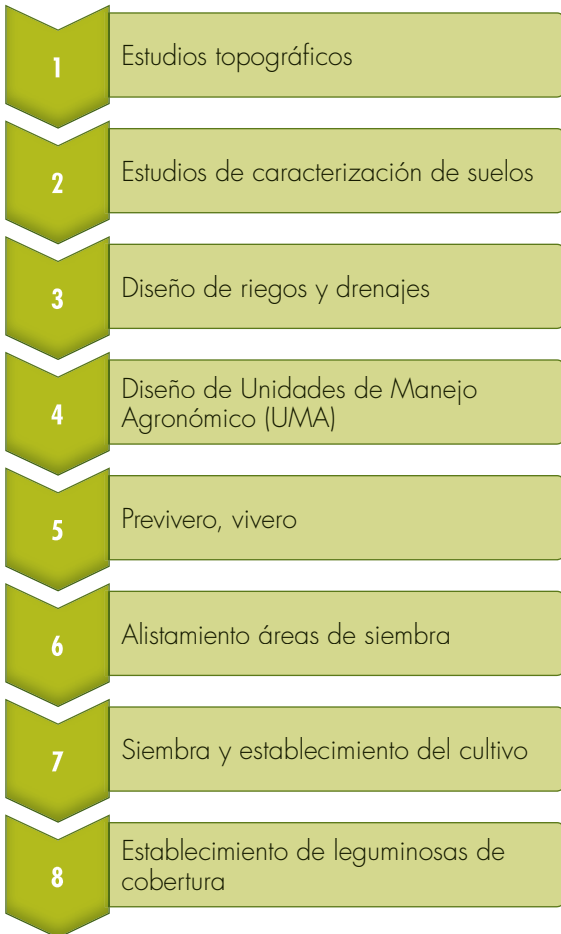 1
Estudios topográficos
2
Estudios de caracterización de suelos
3
Diseño de riegos y drenajes
4
Diseño de Unidades de Manejo
Agronómico (UMA)
5
Previvero, vivero
6
Alistamiento áreas de siembra
7
Siembra y establecimiento del cultivo
8
Establecimiento de leguminosas de
cobertura